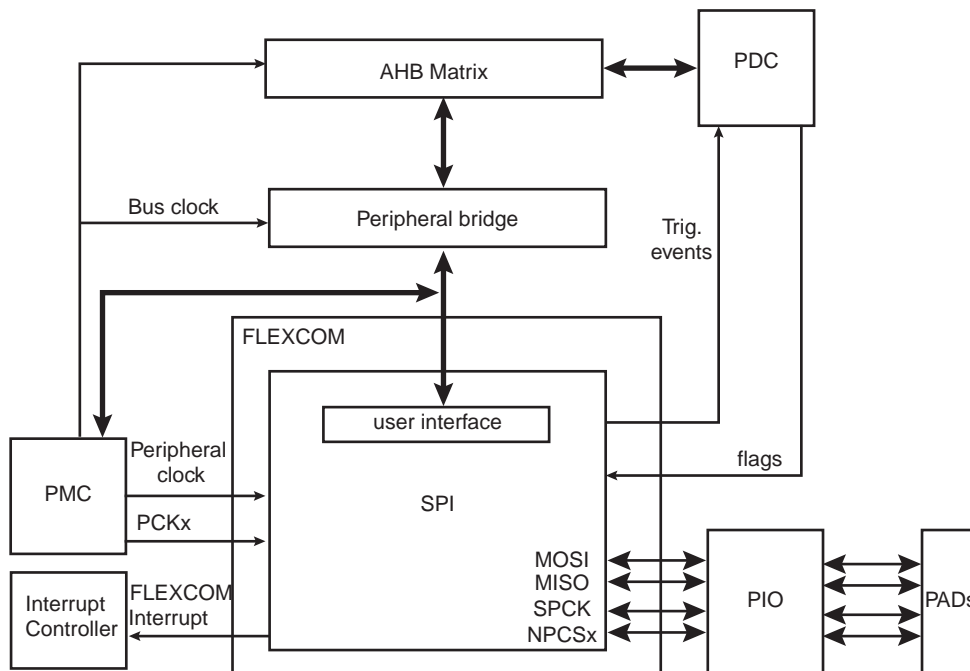 AHB Matrix
PDC
Bus clock
Peripheral bridge
Trig.
events
FLEXCOM
user interface
Peripheral
clock
flags
PMC
SPI
PCKx
MOSI
MISO
SPCK
NPCSx
PIO
PADs
Interrupt
Controller
FLEXCOM
Interrupt